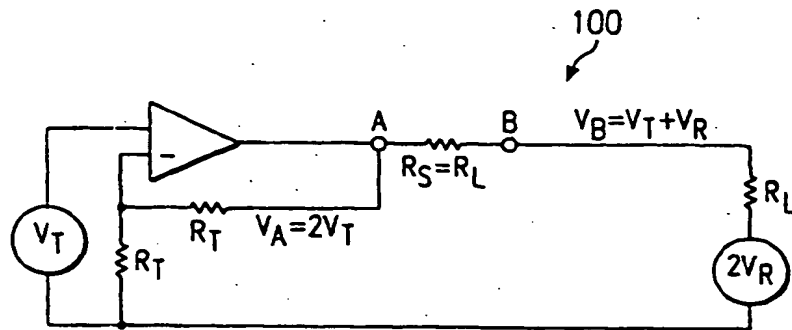 100
A
B
V_B=V_T+V_R
R_S=R_L
R_L
-
R_T
V_A=2V_T
V_T
R_T
2V_R